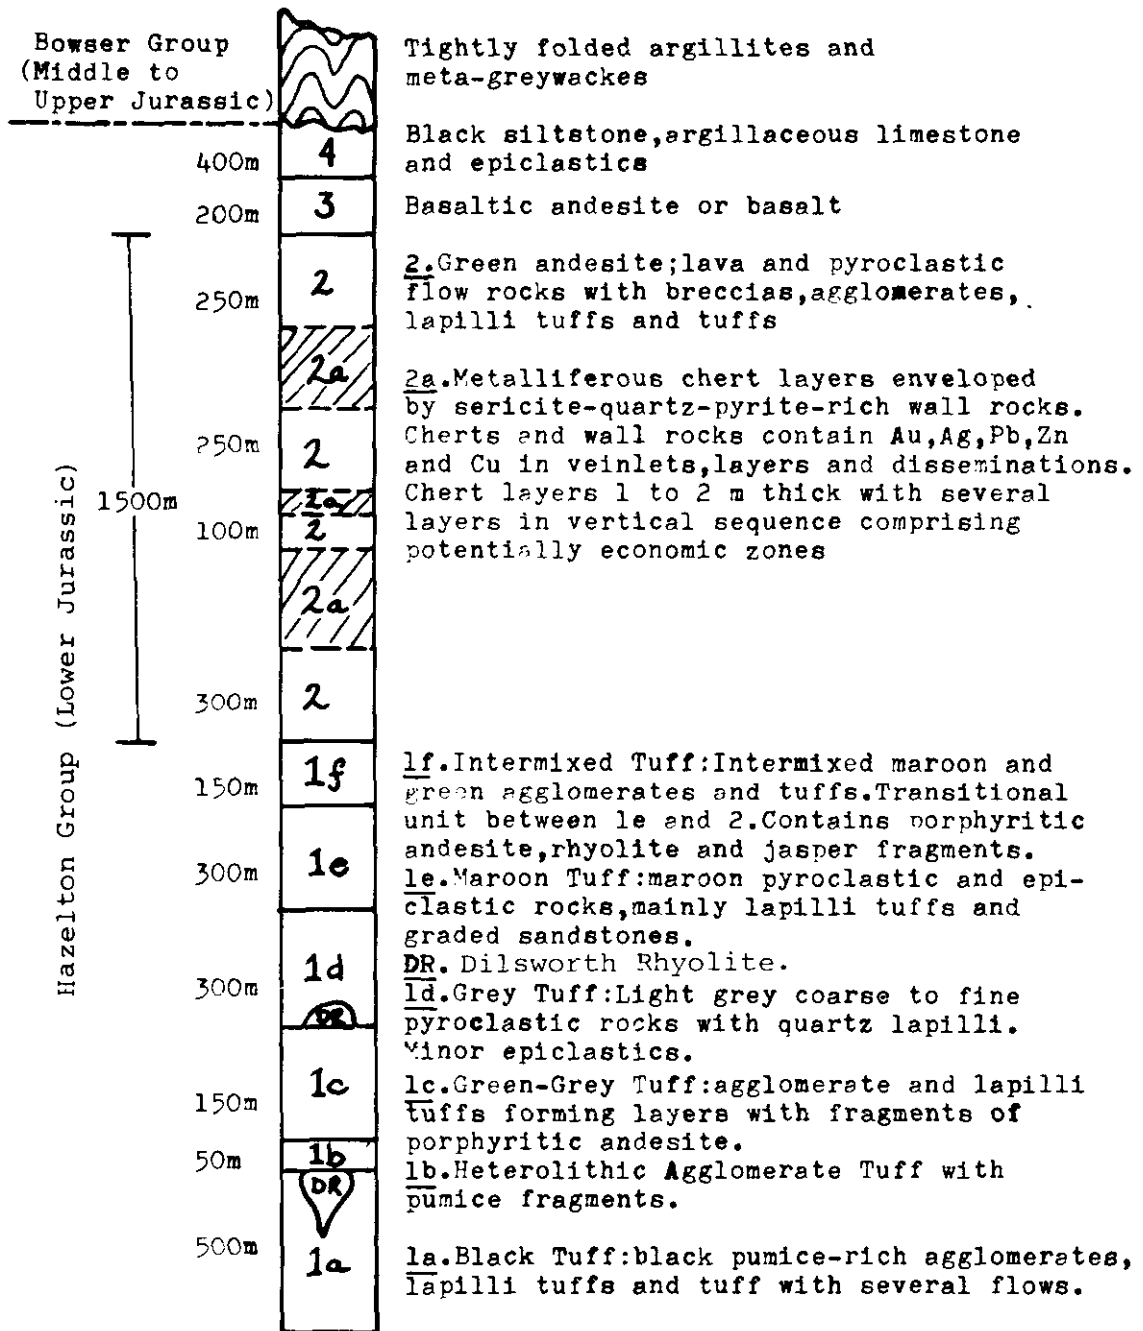 Bowser Group
(Middle to
Upper Jurassic)
Tightly folded argillites and
meta-greywackes
400m
4
Black siltstone,argillaceous limestone
and epiclastics
200m
3
Basaltic andesite or basalt
Hazelton Group (Lower Jurassic)
1500m
250m
2
2.Green andesite;lava and pyroclastic
flow rocks with breccias,agglomerates,
lapilli tuffs and tuffs
2a
2a.Metalliferous chert layers enveloped
by sericite-quartz-pyrite-rich wall rocks.
Cherts and wall rocks contain Au,Ag,Pb,Zn
and Cu in veinlets,layers and disseminations.
Chert layers 1 to 2 m thick with several
layers in vertical sequence comprising
potentially economic zones
250m
2
2a
100m
2
2a
300m
2
150m
1f
1f.Intermixed Tuff:Intermixed maroon and
green agglomerates and tuffs.Transitional
unit between 1e and 2.Contains porphyritic
andesite,rhyolite and jasper fragments.
300m
1e
1e.Maroon Tuff:maroon pyroclastic and epi-
clastic rocks,mainly lapilli tuffs and
graded sandstones.
300m
1d
DR
DR. Dilsworth Rhyolite.
1d.Grey Tuff:Light grey coarse to fine
pyroclastic rocks with quartz lapilli.
Minor epiclastics.
150m
1c
1c.Green-Grey Tuff:agglomerate and lapilli
tuffs forming layers with fragments of
porphyritic andesite.
50m
1b
1b.Heterolithic Agglomerate Tuff with
pumice fragments.
DR
500m
1a
1a.Black Tuff:black pumice-rich agglomerates,
lapilli tuffs and tuff with several flows.